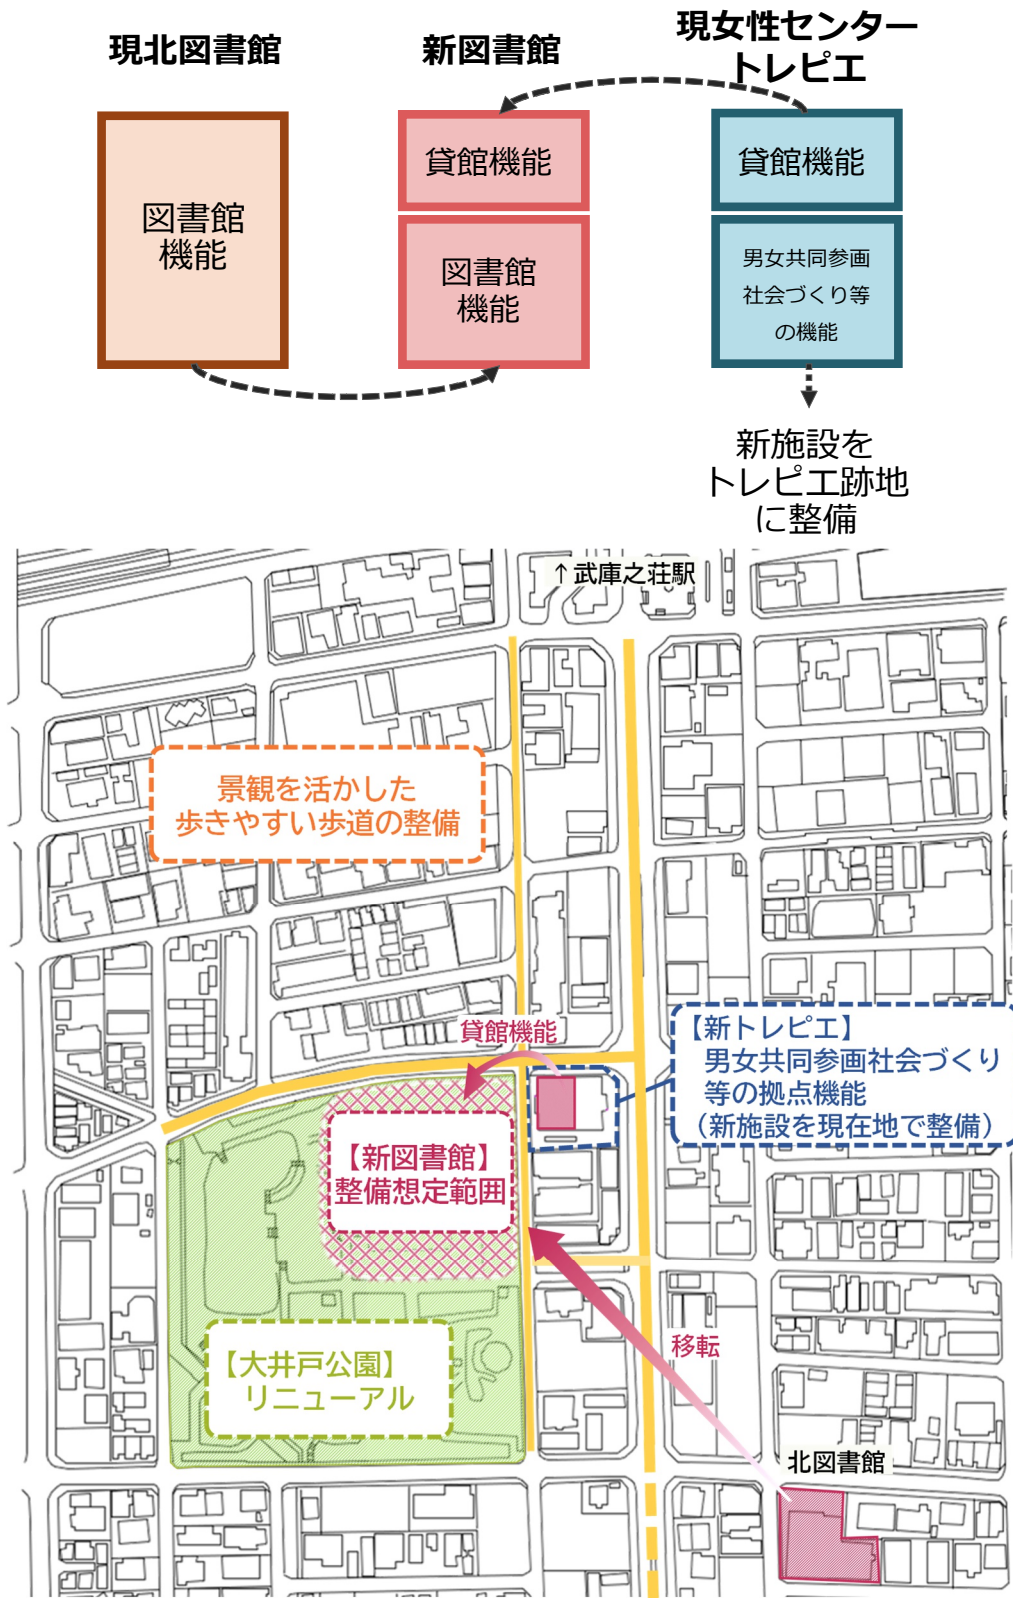 現北図書館
新図書館
現女性センター
トレピエ
図書館
機能
貸館機能
図書館
機能
貸館機能
男女共同参画
社会づくり等
の機能
新施設を
トレピエ跡地
に整備
↑武庫之荘駅
景観を活かした
歩きやすい歩道の整備
貸館機能
【新トレピエ】
男女共同参画社会づくり
等の拠点機能
(新施設を現在地で整備)
【新図書館】
整備想定範囲
移転
【大井戸公園】
リニューアル
北図書館